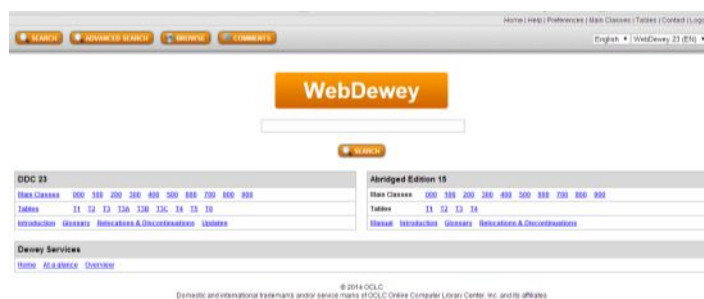 Home | Help | Preferences | Main Classes | Tables | Contact | Logo
SEARCH ADVANCED SEARCH BROWSE COMMENTS English WebDewey 23 (EN)
WebDewey
SEARCH
DDC 23
Main Classes 000 100 200 300 400 500 600 700 800 900
Tables T1 T2 T3 T3A T3B T3C T4 T5 T6
Introduction Glossary Relocations & Discontinuations Updates
Abridged Edition 15
Main Classes 000 100 200 300 400 500 600 700 800 900
Tables T1 T2 T3 T4
Manual Introduction Glossary Relocations & Discontinuations
Dewey Services
Home At a glance Overview
© 2014 OCLC
Domestic and international trademarks and/or service marks of OCLC Online Computer Library Center, Inc. and its affiliates